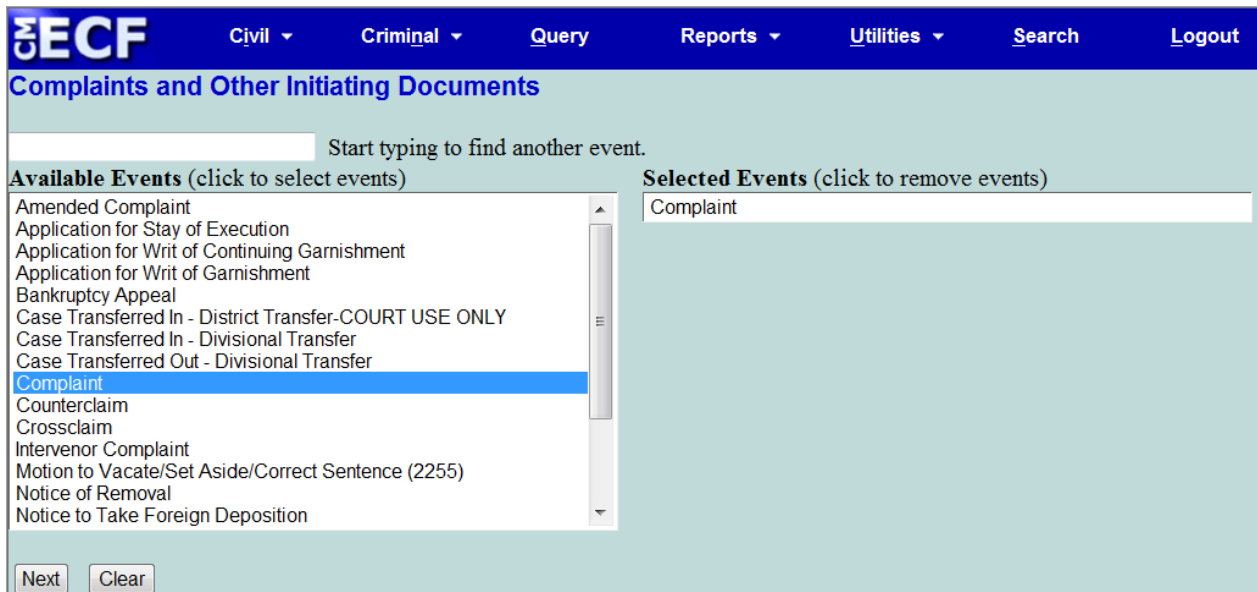 CM ECF Civil Criminal Query Reports Utilities Search Logout
Complaints and Other Initiating Documents
Start typing to find another event.
Available Events (click to select events)
Amended Complaint
Application for Stay of Execution
Application for Writ of Continuing Garnishment
Application for Writ of Garnishment
Bankruptcy Appeal
Case Transferred In - District Transfer-COURT USE ONLY
Case Transferred In - Divisional Transfer
Case Transferred Out - Divisional Transfer
Complaint
Counterclaim
Crossclaim
Intervenor Complaint
Motion to Vacate/Set Aside/Correct Sentence (2255)
Notice of Removal
Notice to Take Foreign Deposition
Selected Events (click to remove events)
Complaint
Next Clear